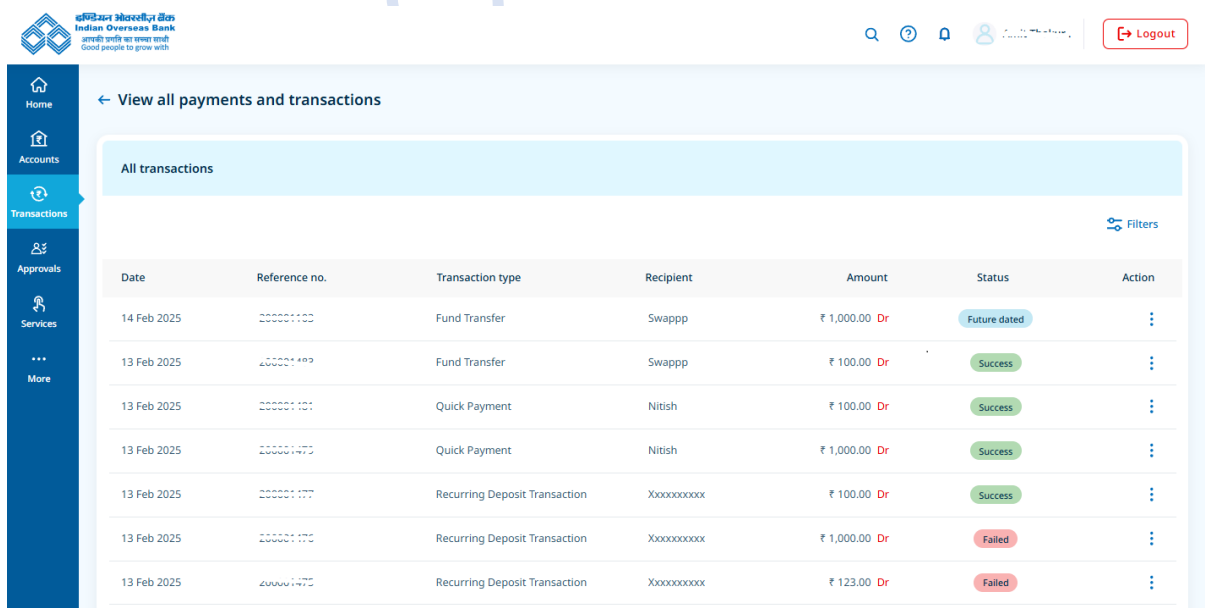 इण्डियन ओवरसीज़ बैंक
Indian Overseas Bank
आपकी प्रगति का सच्चा साथी
Good people to grow with
Logout
Home
Accounts
Transactions
Approvals
Services
More
View all payments and transactions
All transactions
Filters
Date Reference no. Transaction type Recipient Amount Status Action
14 Feb 2025 Fund Transfer Swappp ₹ 1,000.00 Dr Future dated
13 Feb 2025 Fund Transfer Swappp ₹ 100.00 Dr Success
13 Feb 2025 Quick Payment Nitish ₹ 100.00 Dr Success
13 Feb 2025 Quick Payment Nitish ₹ 1,000.00 Dr Success
13 Feb 2025 Recurring Deposit Transaction Xxxxxxxxxx ₹ 100.00 Dr Success
13 Feb 2025 Recurring Deposit Transaction Xxxxxxxxxx ₹ 1,000.00 Dr Failed
13 Feb 2025 Recurring Deposit Transaction Xxxxxxxxxx ₹ 123.00 Dr Failed